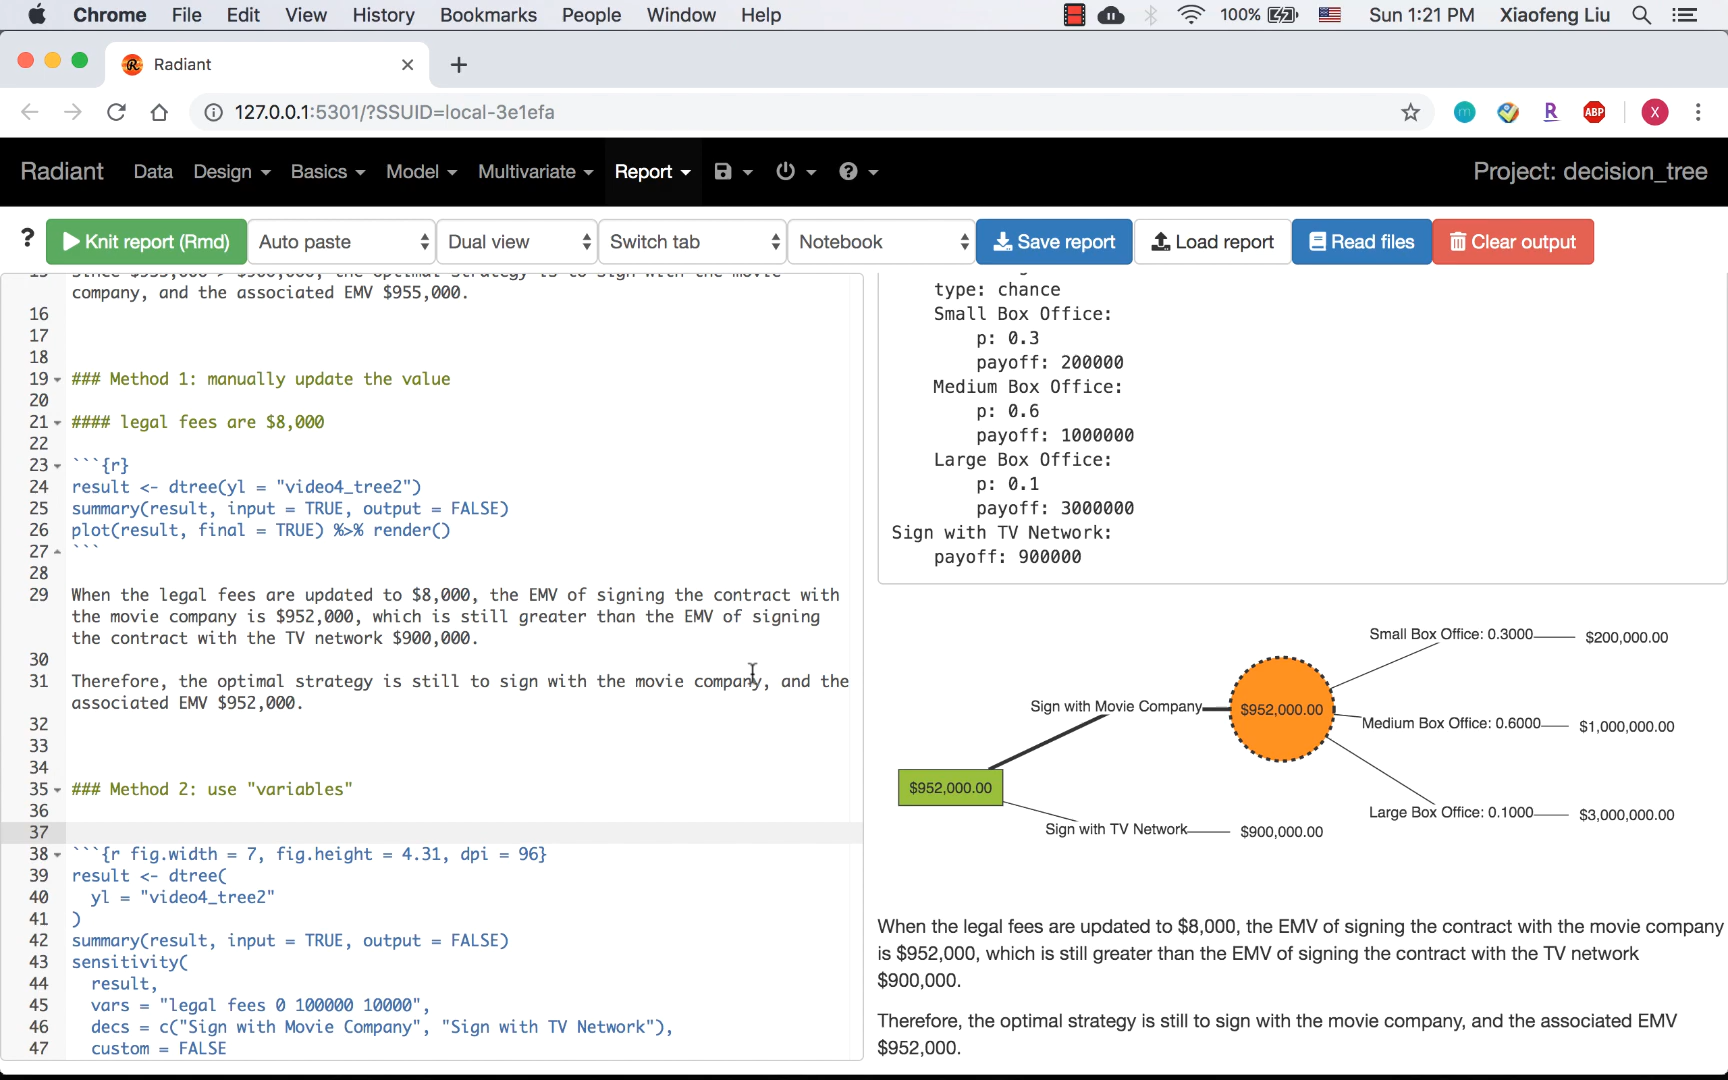 Chrome File Edit View History Bookmarks People Window Help 100% Sun 1:21 PM Xiaofeng Liu
Radiant
127.0.0.1:5301/?SSUID=local-3e1efa
m R ABP X
Radiant Data Design Basics Model Multivariate Report Project: decision_tree
? Knit report (Rmd) Auto paste Dual view Switch tab Notebook Save report Load report Read files Clear output
15 Since $955,000 > $900,000, the optimal strategy is to sign with the movie
company, and the associated EMV $955,000.
16
17
18
19 ### Method 1: manually update the value
20
21 #### legal fees are $8,000
22
23 ```{r}
24 result <- dtree(yl = "video4_tree2")
25 summary(result, input = TRUE, output = FALSE)
26 plot(result, final = TRUE) %>% render()
27 ```
28
29 When the legal fees are updated to $8,000, the EMV of signing the contract with
the movie company is $952,000, which is still greater than the EMV of signing
the contract with the TV network $900,000.
30
31 Therefore, the optimal strategy is still to sign with the movie company, and the
associated EMV $952,000.
32
33
34
35 ### Method 2: use "variables"
36
37
38 ```{r fig.width = 7, fig.height = 4.31, dpi = 96}
39 result <- dtree(
40 yl = "video4_tree2"
41 )
42 summary(result, input = TRUE, output = FALSE)
43 sensitivity(
44 result,
45 vars = "legal fees 0 100000 10000",
46 decs = c("Sign with Movie Company", "Sign with TV Network"),
47 custom = FALSE
type: chance
Small Box Office:
p: 0.3
payoff: 200000
Medium Box Office:
p: 0.6
payoff: 1000000
Large Box Office:
p: 0.1
payoff: 3000000
Sign with TV Network:
payoff: 900000
Small Box Office: 0.3000 $200,000.00
Sign with Movie Company $952,000.00
Medium Box Office: 0.6000 $1,000,000.00
$952,000.00
Large Box Office: 0.1000 $3,000,000.00
Sign with TV Network $900,000.00
When the legal fees are updated to $8,000, the EMV of signing the contract with the movie company
is $952,000, which is still greater than the EMV of signing the contract with the TV network
$900,000.
Therefore, the optimal strategy is still to sign with the movie company, and the associated EMV
$952,000.